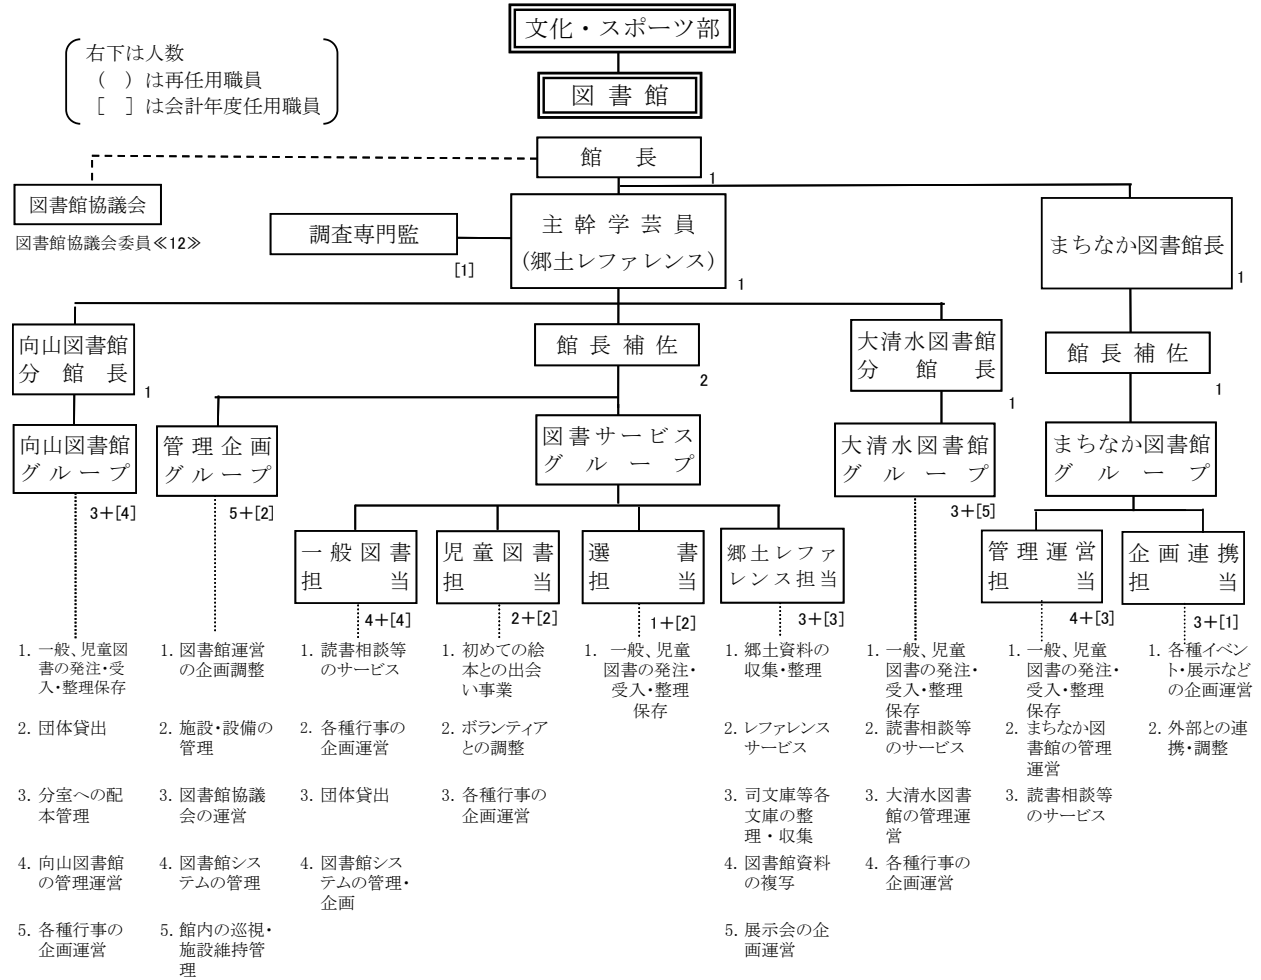 文化・スポーツ部
右下は人数
(　)は再任用職員
[　]は会計年度任用職員
図書館
館長
1
図書館協議会
図書館協議会委員≪12≫
調査専門監
[1]
主幹学芸員
(郷土レファレンス)
1
まちなか図書館長
1
向山図書館
分館長
1
館長補佐
2
大清水図書館
分館長
1
館長補佐
1
向山図書館
グループ
3+[4]
管理企画
グループ
5+[2]
図書サービス
グループ
大清水図書館
グループ
3+[5]
まちなか図書館
グループ
一般図書
担当
4+[4]
児童図書
担当
2+[2]
選書
担当
1+[2]
郷土レファ
レンス担当
3+[3]
管理運営
担当
4+[3]
企画連携
担当
3+[1]
1. 一般、児童図
書の発注・受
入・整理保存
2. 団体貸出
3. 分室への配
本管理
4. 向山図書館
の管理運営
5. 各種行事の
企画運営
1. 図書館運営
の企画調整
2. 施設・設備の
管理
3. 図書館協議
会の運営
4. 図書館シス
テムの管理
5. 館内の巡視・
施設維持管
理
1. 読書相談等
のサービス
2. 各種行事の
企画運営
3. 団体貸出
4. 図書館シス
テムの管理・
企画
1. 初めての絵
本との出会
い事業
2. ボランティア
との調整
3. 各種行事の
企画運営
1. 一般、児童
図書の発注・
受入・整理
保存
1. 郷土資料の
収集・整理
2. レファレンス
サービス
3. 司文庫等各
文庫の整
理・収集
4. 図書館資料
の複写
5. 展示会の企
画運営
1. 一般、児童
図書の発注・
受入・整理
保存
2. 読書相談等
のサービス
3. 大清水図書
館の管理運
営
4. 各種行事の
企画運営
1. 一般、児童
図書の発注・
受入・整理
保存
2. まちなか図
書館の管理
運営
3. 読書相談等
のサービス
1. 各種イベン
ト・展示など
の企画運営
2. 外部との連
携・調整